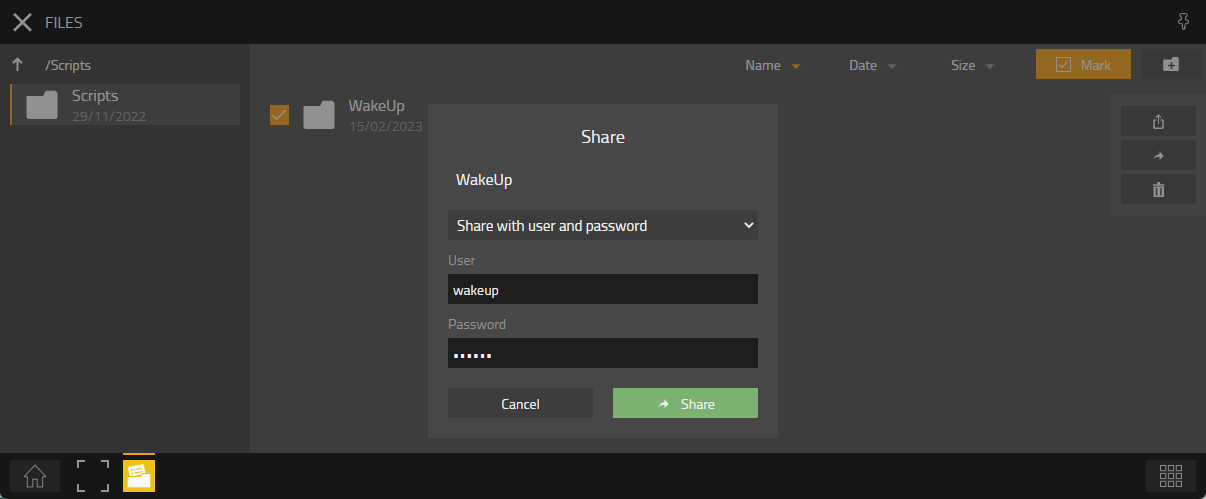 FILES
/Scripts
Name
Date
Size
Mark
Scripts
29/11/2022
WakeUp
15/02/2023
Share
WakeUp
Share with user and password
User
wakeup
Password
••••••
Cancel
Share